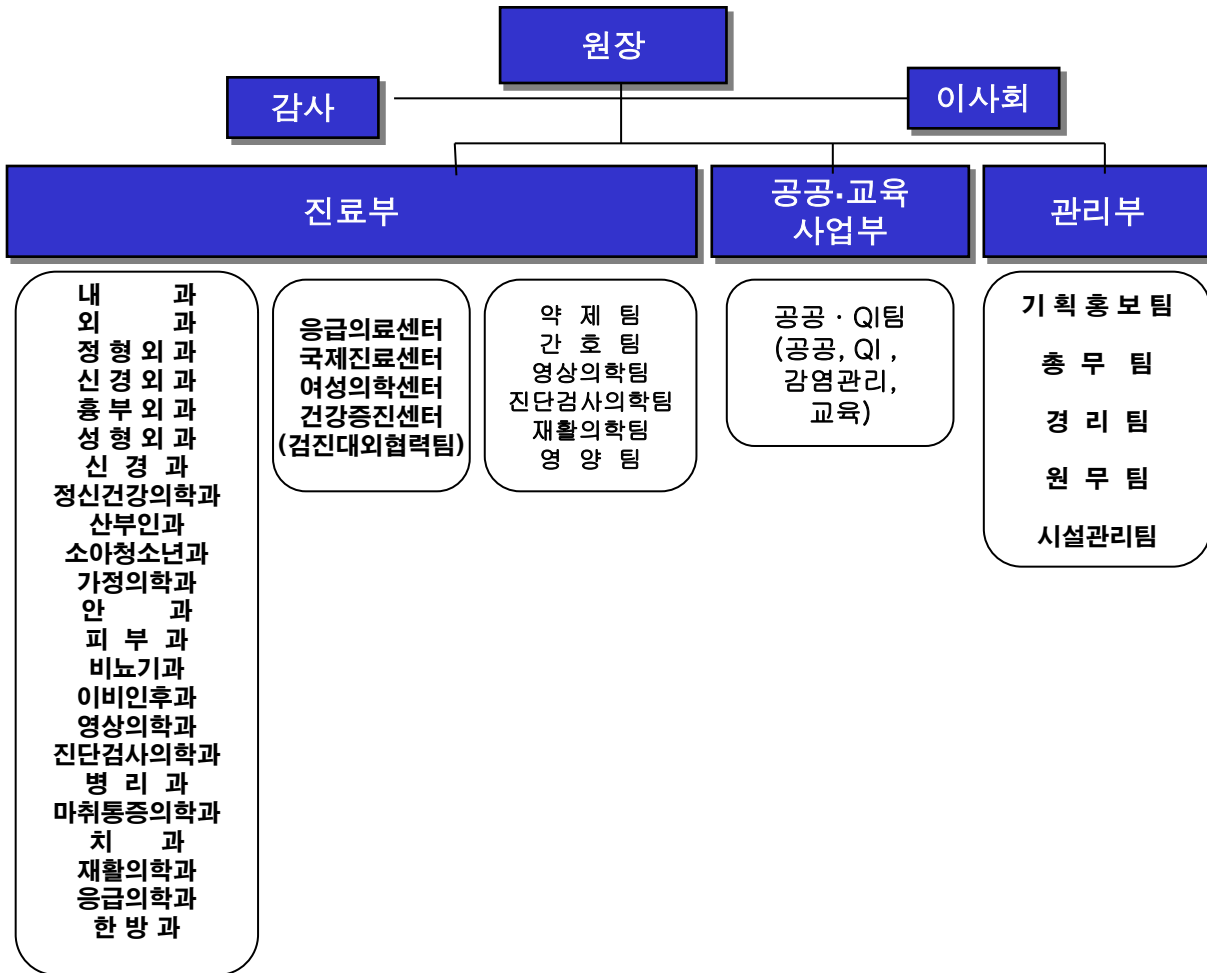 원장
감사
이사회
진료부
공공·교육
사업부
관리부
내 과
외 과
정 형 외 과
신 경 외 과
흉 부 외 과
성 형 외 과
신 경 과
정신건강의학과
산부인과
소아청소년과
가정의학과
안 과
피 부 과
비뇨기과
이비인후과
영상의학과
진단검사의학과
병 리 과
마취통증의학과
치 과
재활의학과
응급의학과
한 방 과
응급의료센터
국제진료센터
여성의학센터
건강증진센터
(검진대외협력팀)
약 제 팀
간 호 팀
영상의학팀
진단검사의학팀
재활의학팀
영 양 팀
공공 · QI팀
(공공, QI ,
감염관리,
교육)
기 획 홍 보 팀
총 무 팀
경 리 팀
원 무 팀
시설관리팀